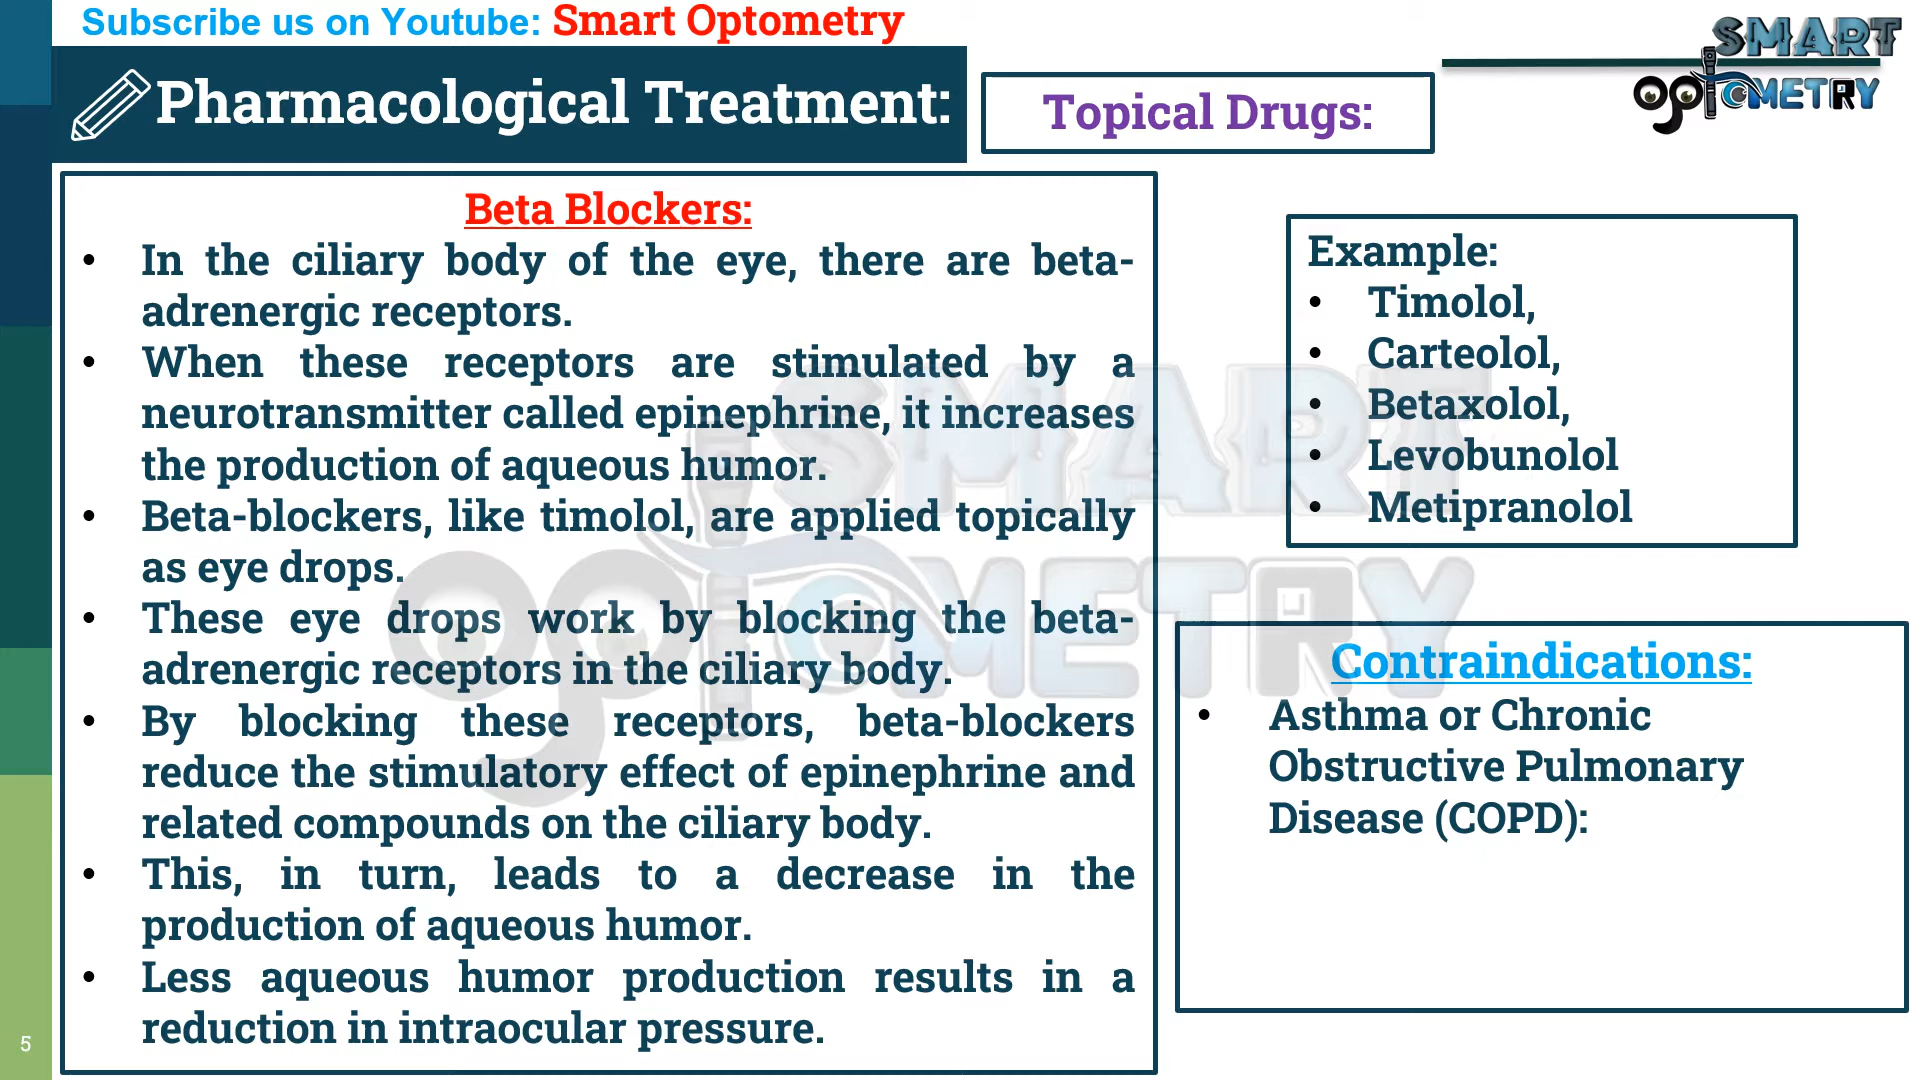 Subscribe us on Youtube: Smart Optometry
SMART
OPTOMETRY
Pharmacological Treatment:
Topical Drugs:
Beta Blockers:
• In the ciliary body of the eye, there are beta-
adrenergic receptors.
• When these receptors are stimulated by a
neurotransmitter called epinephrine, it increases
the production of aqueous humor.
• Beta-blockers, like timolol, are applied topically
as eye drops.
• These eye drops work by blocking the beta-
adrenergic receptors in the ciliary body.
• By blocking these receptors, beta-blockers
reduce the stimulatory effect of epinephrine and
related compounds on the ciliary body.
• This, in turn, leads to a decrease in the
production of aqueous humor.
• Less aqueous humor production results in a
reduction in intraocular pressure.
Example:
• Timolol,
• Carteolol,
• Betaxolol,
• Levobunolol
• Metipranolol
Contraindications:
• Asthma or Chronic
Obstructive Pulmonary
Disease (COPD):
SMART
OPTOMETRY
5